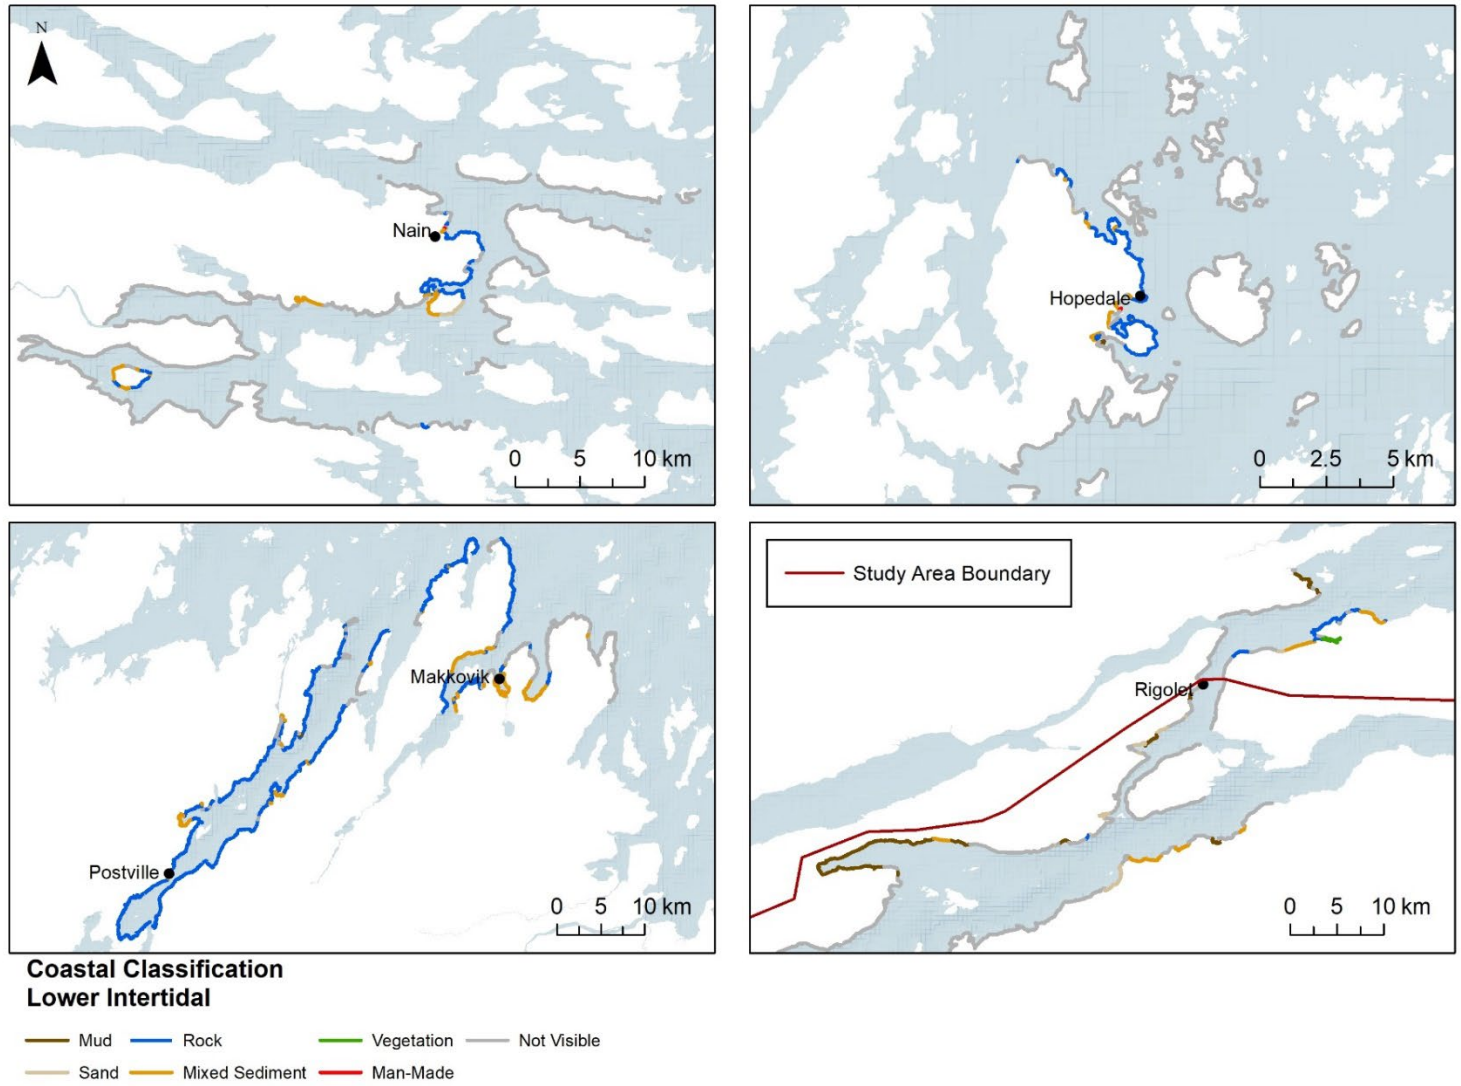 N
Nain
0 5 10 km
Hopedale
0 2.5 5 km
Makkovik
Postville
0 5 10 km
Study Area Boundary
Rigolet
0 5 10 km
Coastal Classification
Lower Intertidal
Mud Rock Vegetation Not Visible
Sand Mixed Sediment Man-Made